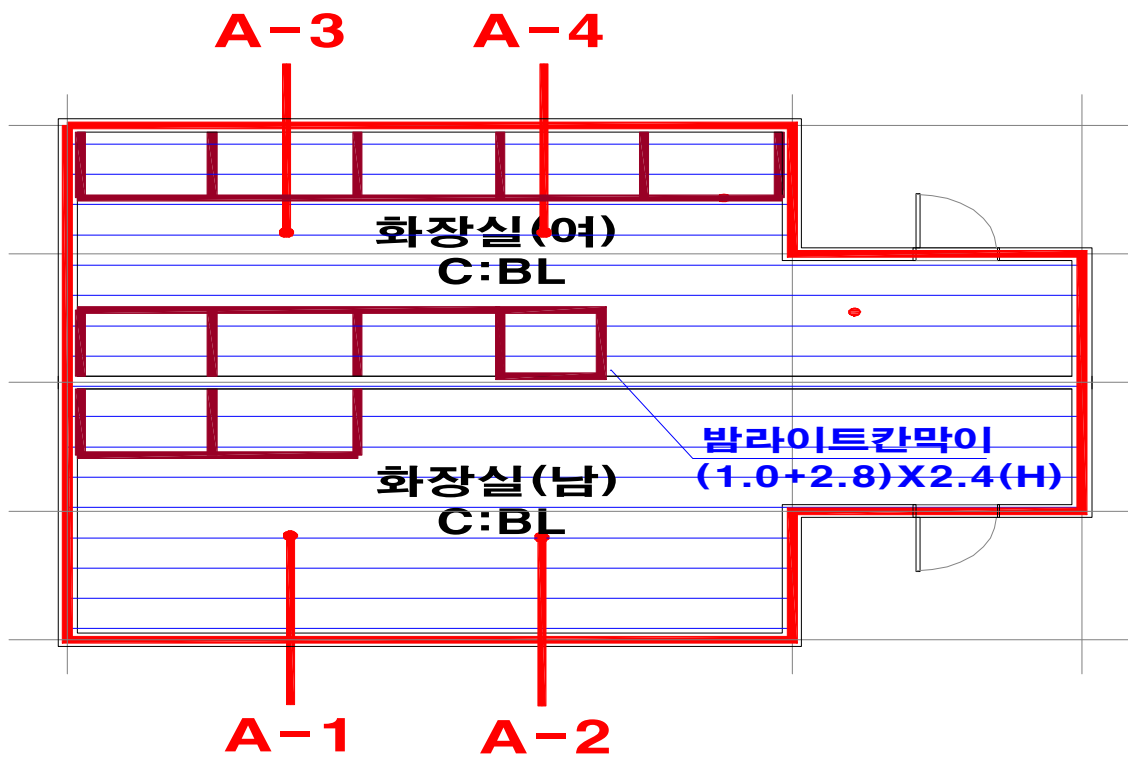 A-3
A-4
화장실(여)
C:BL
밤라이트칸막이
(1.0+2.8)X2.4(H)
화장실(남)
C:BL
A-1
A-2